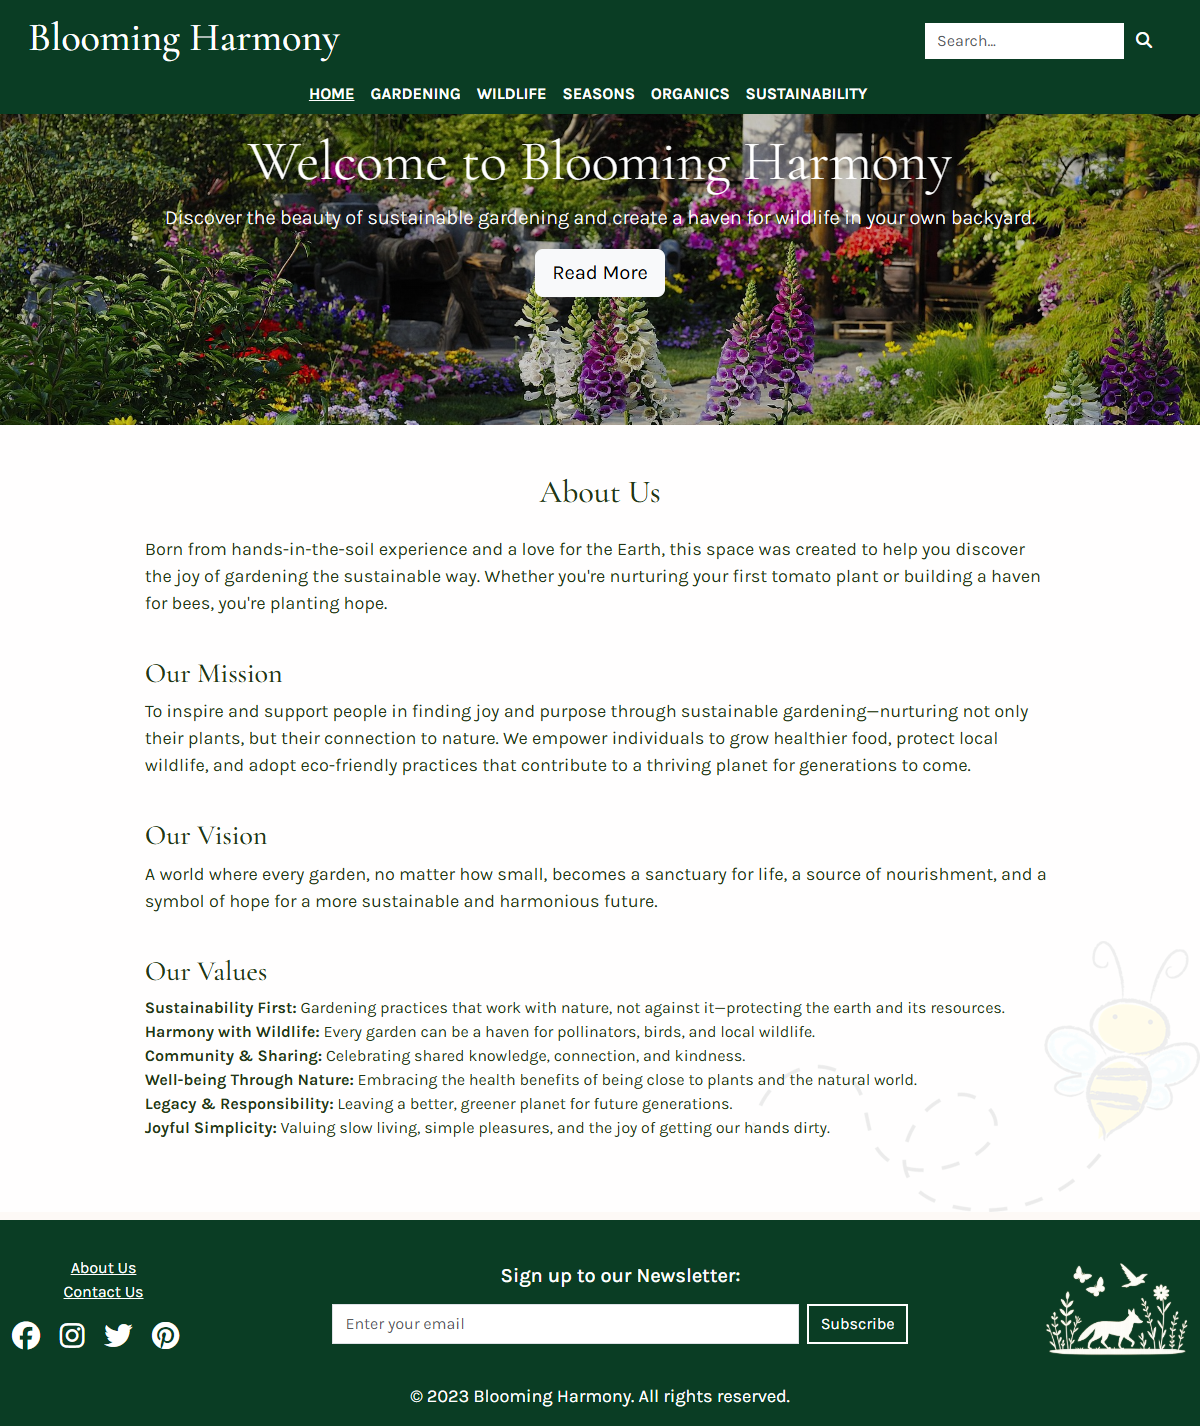 Blooming Harmony
Search...
HOME GARDENING WILDLIFE SEASONS ORGANICS SUSTAINABILITY
Welcome to Blooming Harmony
Discover the beauty of sustainable gardening and create a haven for wildlife in your own backyard.
Read More
About Us
Born from hands-in-the-soil experience and a love for the Earth, this space was created to help you discover
the joy of gardening the sustainable way. Whether you're nurturing your first tomato plant or building a haven
for bees, you're planting hope.
Our Mission
To inspire and support people in finding joy and purpose through sustainable gardening—nurturing not only
their plants, but their connection to nature. We empower individuals to grow healthier food, protect local
wildlife, and adopt eco-friendly practices that contribute to a thriving planet for generations to come.
Our Vision
A world where every garden, no matter how small, becomes a sanctuary for life, a source of nourishment, and a
symbol of hope for a more sustainable and harmonious future.
Our Values
Sustainability First: Gardening practices that work with nature, not against it—protecting the earth and its resources.
Harmony with Wildlife: Every garden can be a haven for pollinators, birds, and local wildlife.
Community & Sharing: Celebrating shared knowledge, connection, and kindness.
Well-being Through Nature: Embracing the health benefits of being close to plants and the natural world.
Legacy & Responsibility: Leaving a better, greener planet for future generations.
Joyful Simplicity: Valuing slow living, simple pleasures, and the joy of getting our hands dirty.
About Us
Contact Us
Sign up to our Newsletter:
Enter your email
Subscribe
© 2023 Blooming Harmony. All rights reserved.